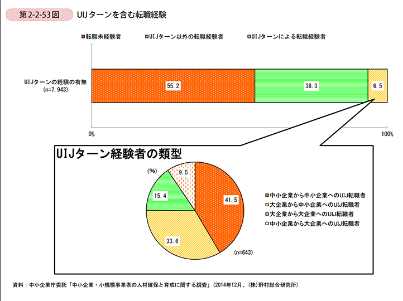 第2-2-53図 UIJターンを含む転職経験
転職未経験者 UIJターン以外の転職経験者 UIJターンによる転職経験者
UIJターンの経験の有無
(n=7,943)
55.2 38.3 6.5
0% 100%
UIJターン経験者の類型
(%)
9.5
15.4
41.5
33.6
(n=643)
中小企業から中小企業へのUIJ転職者
大企業から中小企業へのUIJ転職者
大企業から大企業へのUIJ転職者
中小企業から大企業へのUIJ転職者
資料：中小企業庁委託「中小企業・小規模事業者の人材確保と育成に関する調査」(2014年12月、(株)野村総合研究所)